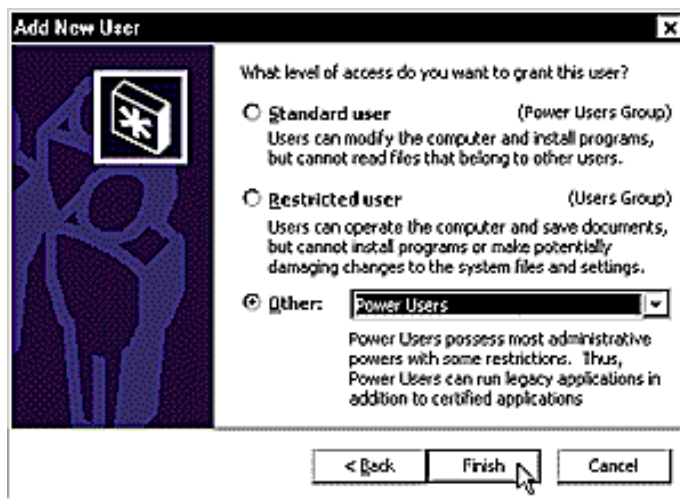 Add New User
What level of access do you want to grant this user?
Standard user (Power Users Group)
Users can modify the computer and install programs,
but cannot read files that belong to other users.
Restricted user (Users Group)
Users can operate the computer and save documents,
but cannot install programs or make potentially
damaging changes to the system files and settings.
Other: Power Users
Power Users possess most administrative
powers with some restrictions. Thus,
Power Users can run legacy applications in
addition to certified applications
< Back Finish Cancel